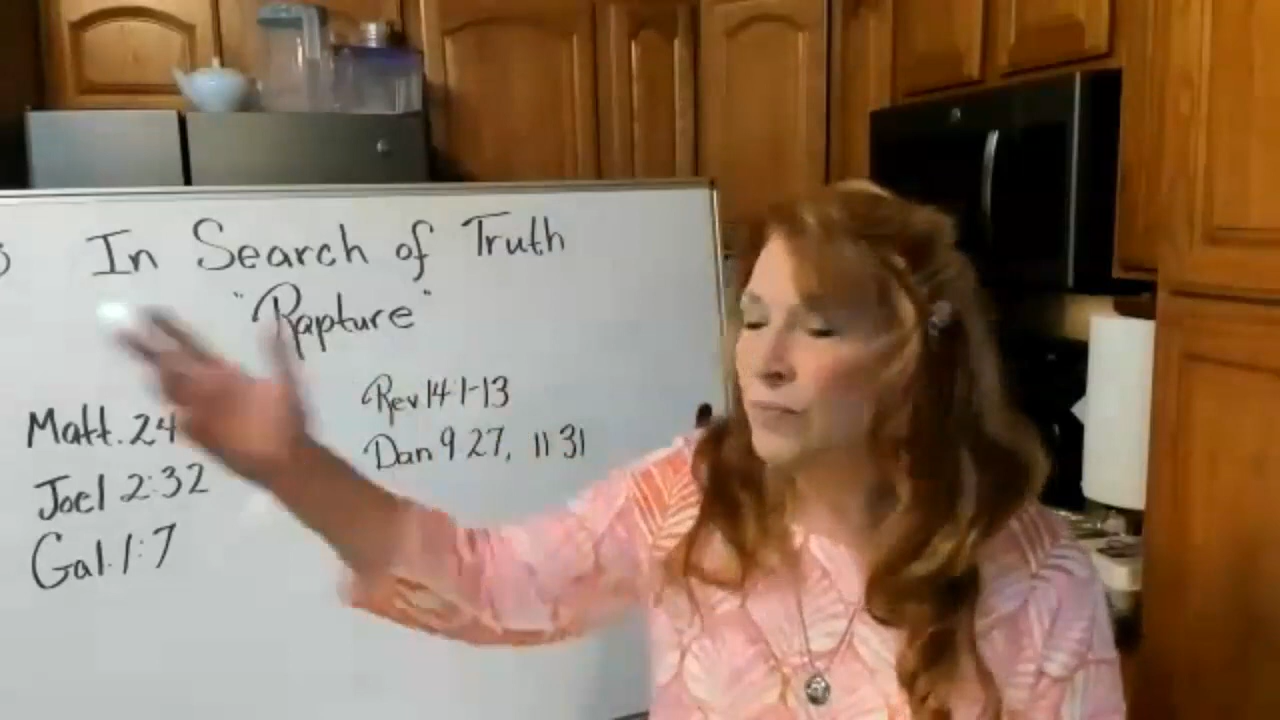 In Search of Truth
"Rapture"
Matt. 24
Joel 2:32
Gal. 1:7
Rev 14:1-13
Dan 9 27, 11 31